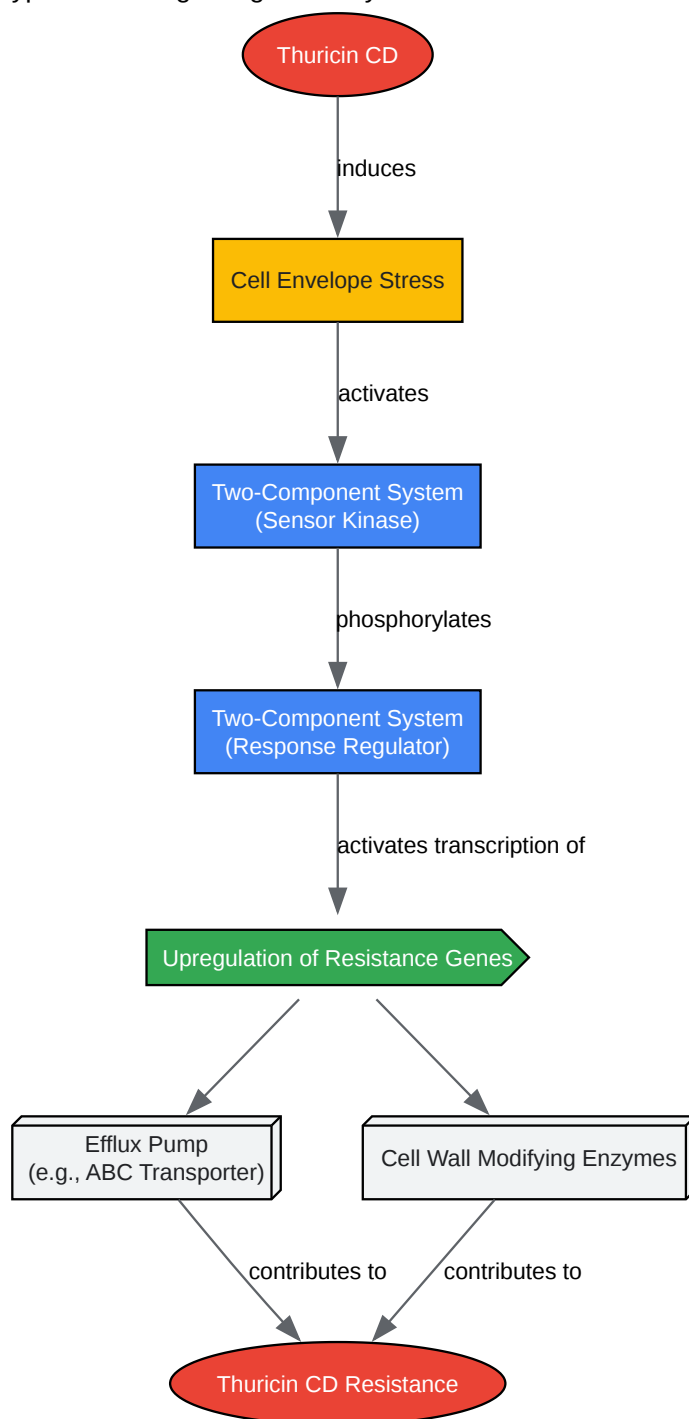 Thuricin CD
induces
Cell Envelope Stress
activates
Two-Component System
(Sensor Kinase)
phosphorylates
Two-Component System
(Response Regulator)
activates transcription of
Upregulation of Resistance Genes
Efflux Pump
(e.g., ABC Transporter)
Cell Wall Modifying Enzymes
contributes to
contributes to
Thuricin CD Resistance